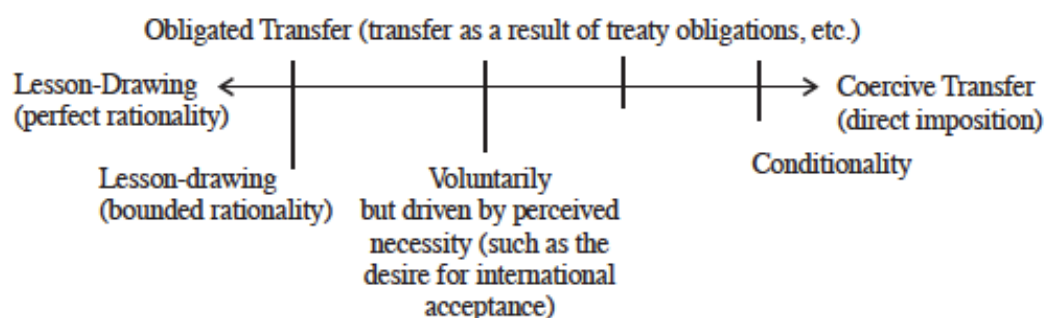 Obligated Transfer (transfer as a result of treaty obligations, etc.)
Lesson-Drawing
(perfect rationality)
Coercive Transfer
(direct imposition)
Lesson-drawing
(bounded rationality)
Voluntarily
but driven by perceived
necessity (such as the
desire for international
acceptance)
Conditionality